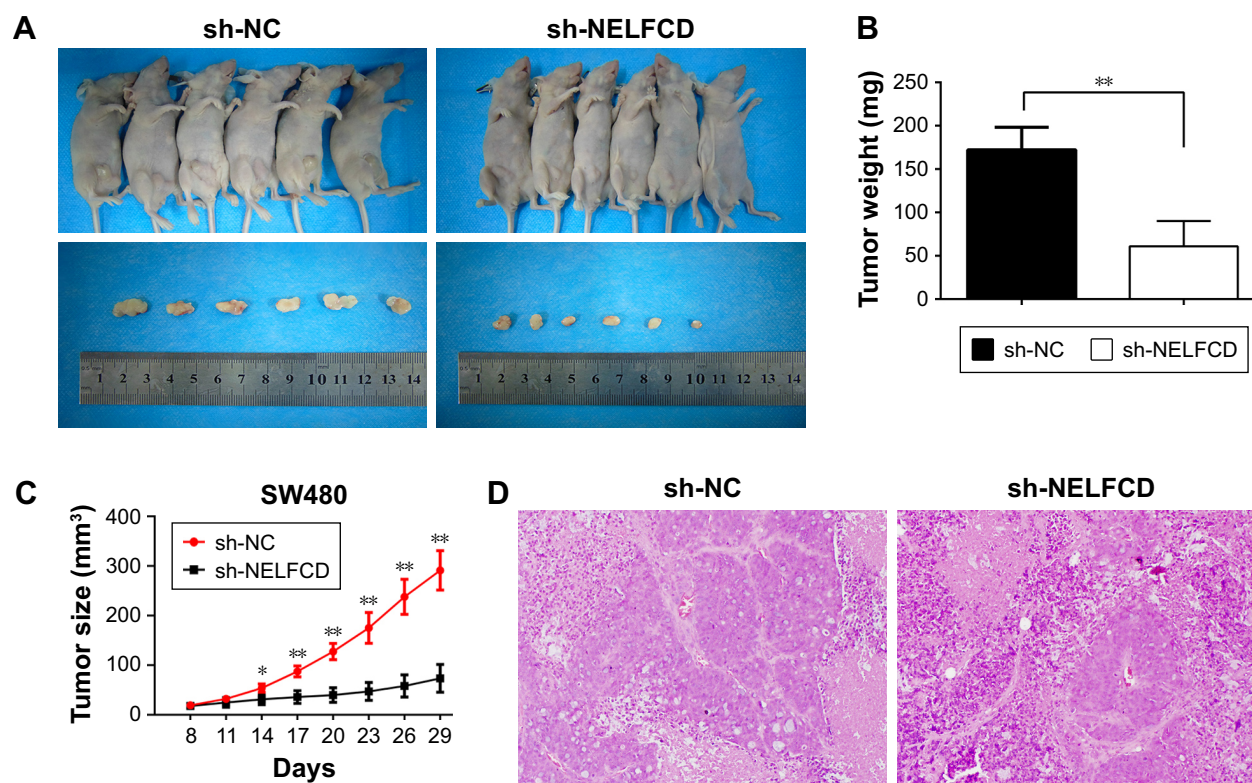 A
sh-NC
sh-NELFCD
0.5 mm
1 2 3 4 5 6 7 8 9 10 11 12 13 14
1 2 3 4 5 6 7 8 9 10 11 12 13 14
B
Tumor weight (mg)
250
200
150
100
50
0
**
sh-NC
sh-NELFCD
C
SW480
Tumor size (mm³)
400
300
200
100
0
sh-NC
sh-NELFCD
* ** ** ** ** **
8 11 14 17 20 23 26 29
Days
D
sh-NC
sh-NELFCD